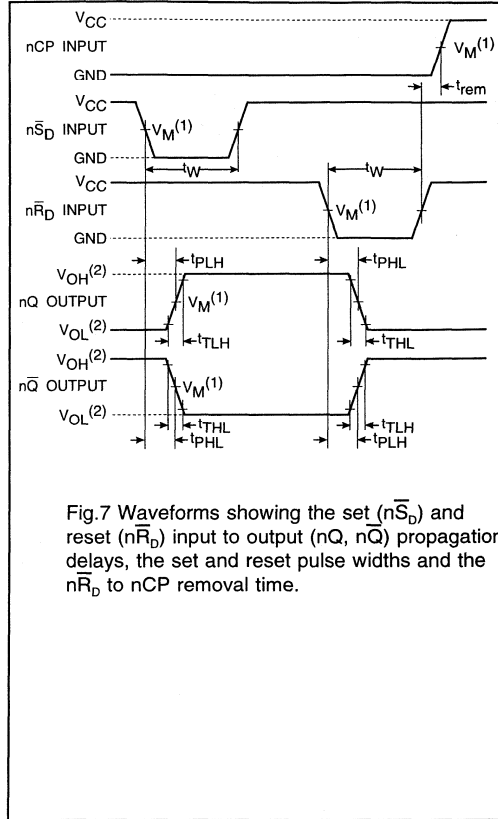 VCC
nCP INPUT
VM(1)
GND
trem
VCC
nS̅D INPUT
VM(1)
GND
tW
tW
VCC
nR̅D INPUT
VM(1)
GND
tPLH
tPHL
VOH(2)
nQ OUTPUT
VM(1)
VOL(2)
tTLH
tTHL
VOH(2)
nQ̅ OUTPUT
VM(1)
VOL(2)
tTHL
tTLH
tPHL
tPLH
Fig.7 Waveforms showing the set (nS̅D) and
reset (nR̅D) input to output (nQ, nQ̅) propagation
delays, the set and reset pulse widths and the
nR̅D to nCP removal time.